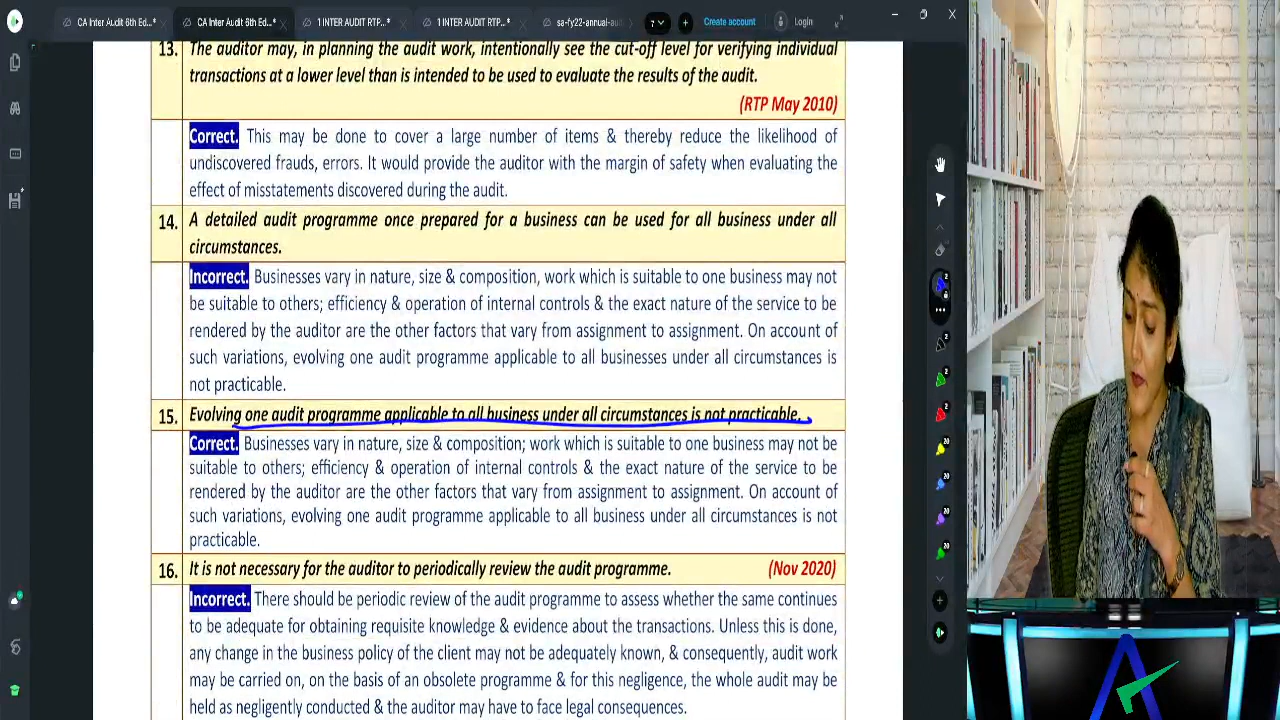 CA Inter Audit 6th Ed...*
CA Inter Audit 6th Ed...*
1 INTER AUDIT RTP...*
1 INTER AUDIT RTP...*
sa-fy22-annual-aud
7
Create account
Login
13. The auditor may, in planning the audit work, intentionally see the cut-off level for verifying individual
transactions at a lower level than is intended to be used to evaluate the results of the audit.
(RTP May 2010)
Correct. This may be done to cover a large number of items & thereby reduce the likelihood of
undiscovered frauds, errors. It would provide the auditor with the margin of safety when evaluating the
effect of misstatements discovered during the audit.
14. A detailed audit programme once prepared for a business can be used for all business under all
circumstances.
Incorrect. Businesses vary in nature, size & composition, work which is suitable to one business may not
be suitable to others; efficiency & operation of internal controls & the exact nature of the service to be
rendered by the auditor are the other factors that vary from assignment to assignment. On account of
such variations, evolving one audit programme applicable to all businesses under all circumstances is
not practicable.
15. Evolving one audit programme applicable to all business under all circumstances is not practicable.
Correct. Businesses vary in nature, size & composition; work which is suitable to one business may not be
suitable to others; efficiency & operation of internal controls & the exact nature of the service to be
rendered by the auditor are the other factors that vary from assignment to assignment. On account of
such variations, evolving one audit programme applicable to all business under all circumstances is not
practicable.
16. It is not necessary for the auditor to periodically review the audit programme. (Nov 2020)
Incorrect. There should be periodic review of the audit programme to assess whether the same continues
to be adequate for obtaining requisite knowledge & evidence about the transactions. Unless this is done,
any change in the business policy of the client may not be adequately known, & consequently, audit work
may be carried on, on the basis of an obsolete programme & for this negligence, the whole audit may be
held as negligently conducted & the auditor may have to face legal consequences.